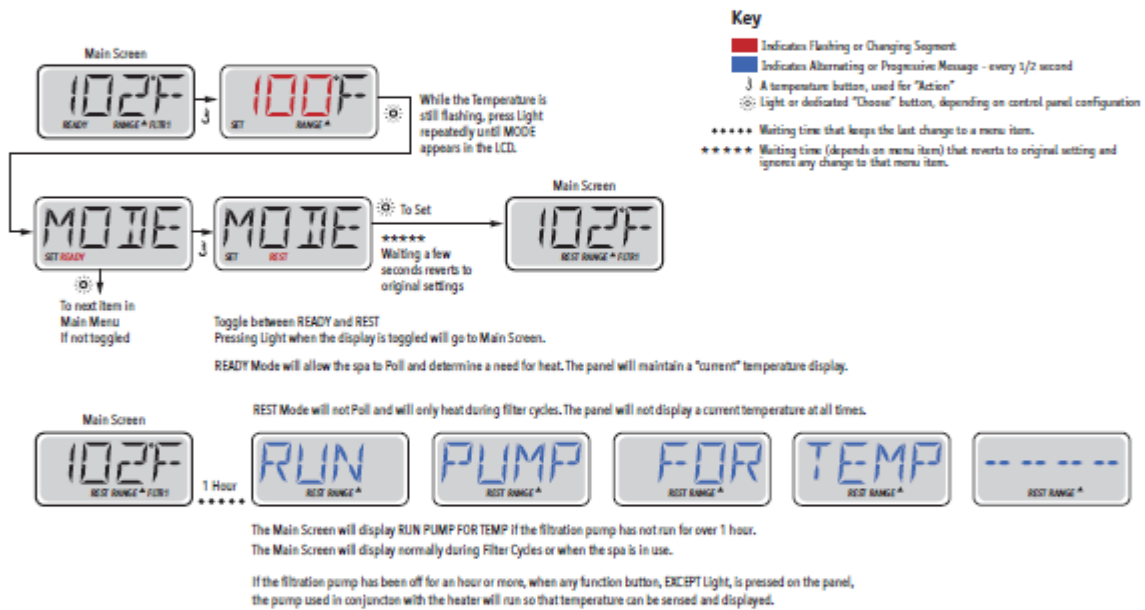 Key
Indicates Flashing or Changing Segment
Indicates Alternating or Progressive Message - every 1/2 second
A temperature button, used for "Action"
Light or dedicated "Choose" button, depending on control panel configuration
Waiting time that keeps the last change to a menu item.
Waiting time (depends on menu item) that reverts to original setting and
ignores any change to that menu item.
Main Screen
102°F
READY RANGE FLTR1
100°F
SET RANGE
While the Temperature is
still flashing, press Light
repeatedly until MODE
appears in the LCD.
MODE
SET READY
MODE
SET REST
To Set
*****
Waiting a few
seconds reverts to
original settings
Main Screen
102°F
REST RANGE FLTR1
To next item in
Main Menu
If not toggled
Toggle between READY and REST
Pressing Light when the display is toggled will go to Main Screen.
READY Mode will allow the spa to Poll and determine a need for heat. The panel will maintain a "current" temperature display.
REST Mode will not Poll and will only heat during filter cycles. The panel will not display a current temperature at all times.
Main Screen
102°F
REST RANGE FLTR1
1 Hour
RUN
REST RANGE
PUMP
REST RANGE
FOR
REST RANGE
TEMP
REST RANGE
-- -- -- --
REST RANGE
The Main Screen will display RUN PUMP FOR TEMP if the filtration pump has not run for over 1 hour.
The Main Screen will display normally during Filter Cycles or when the spa is in use.
If the filtration pump has been off for an hour or more, when any function button, EXCEPT Light, is pressed on the panel,
the pump used in conjuncton with the heater will run so that temperature can be sensed and displayed.